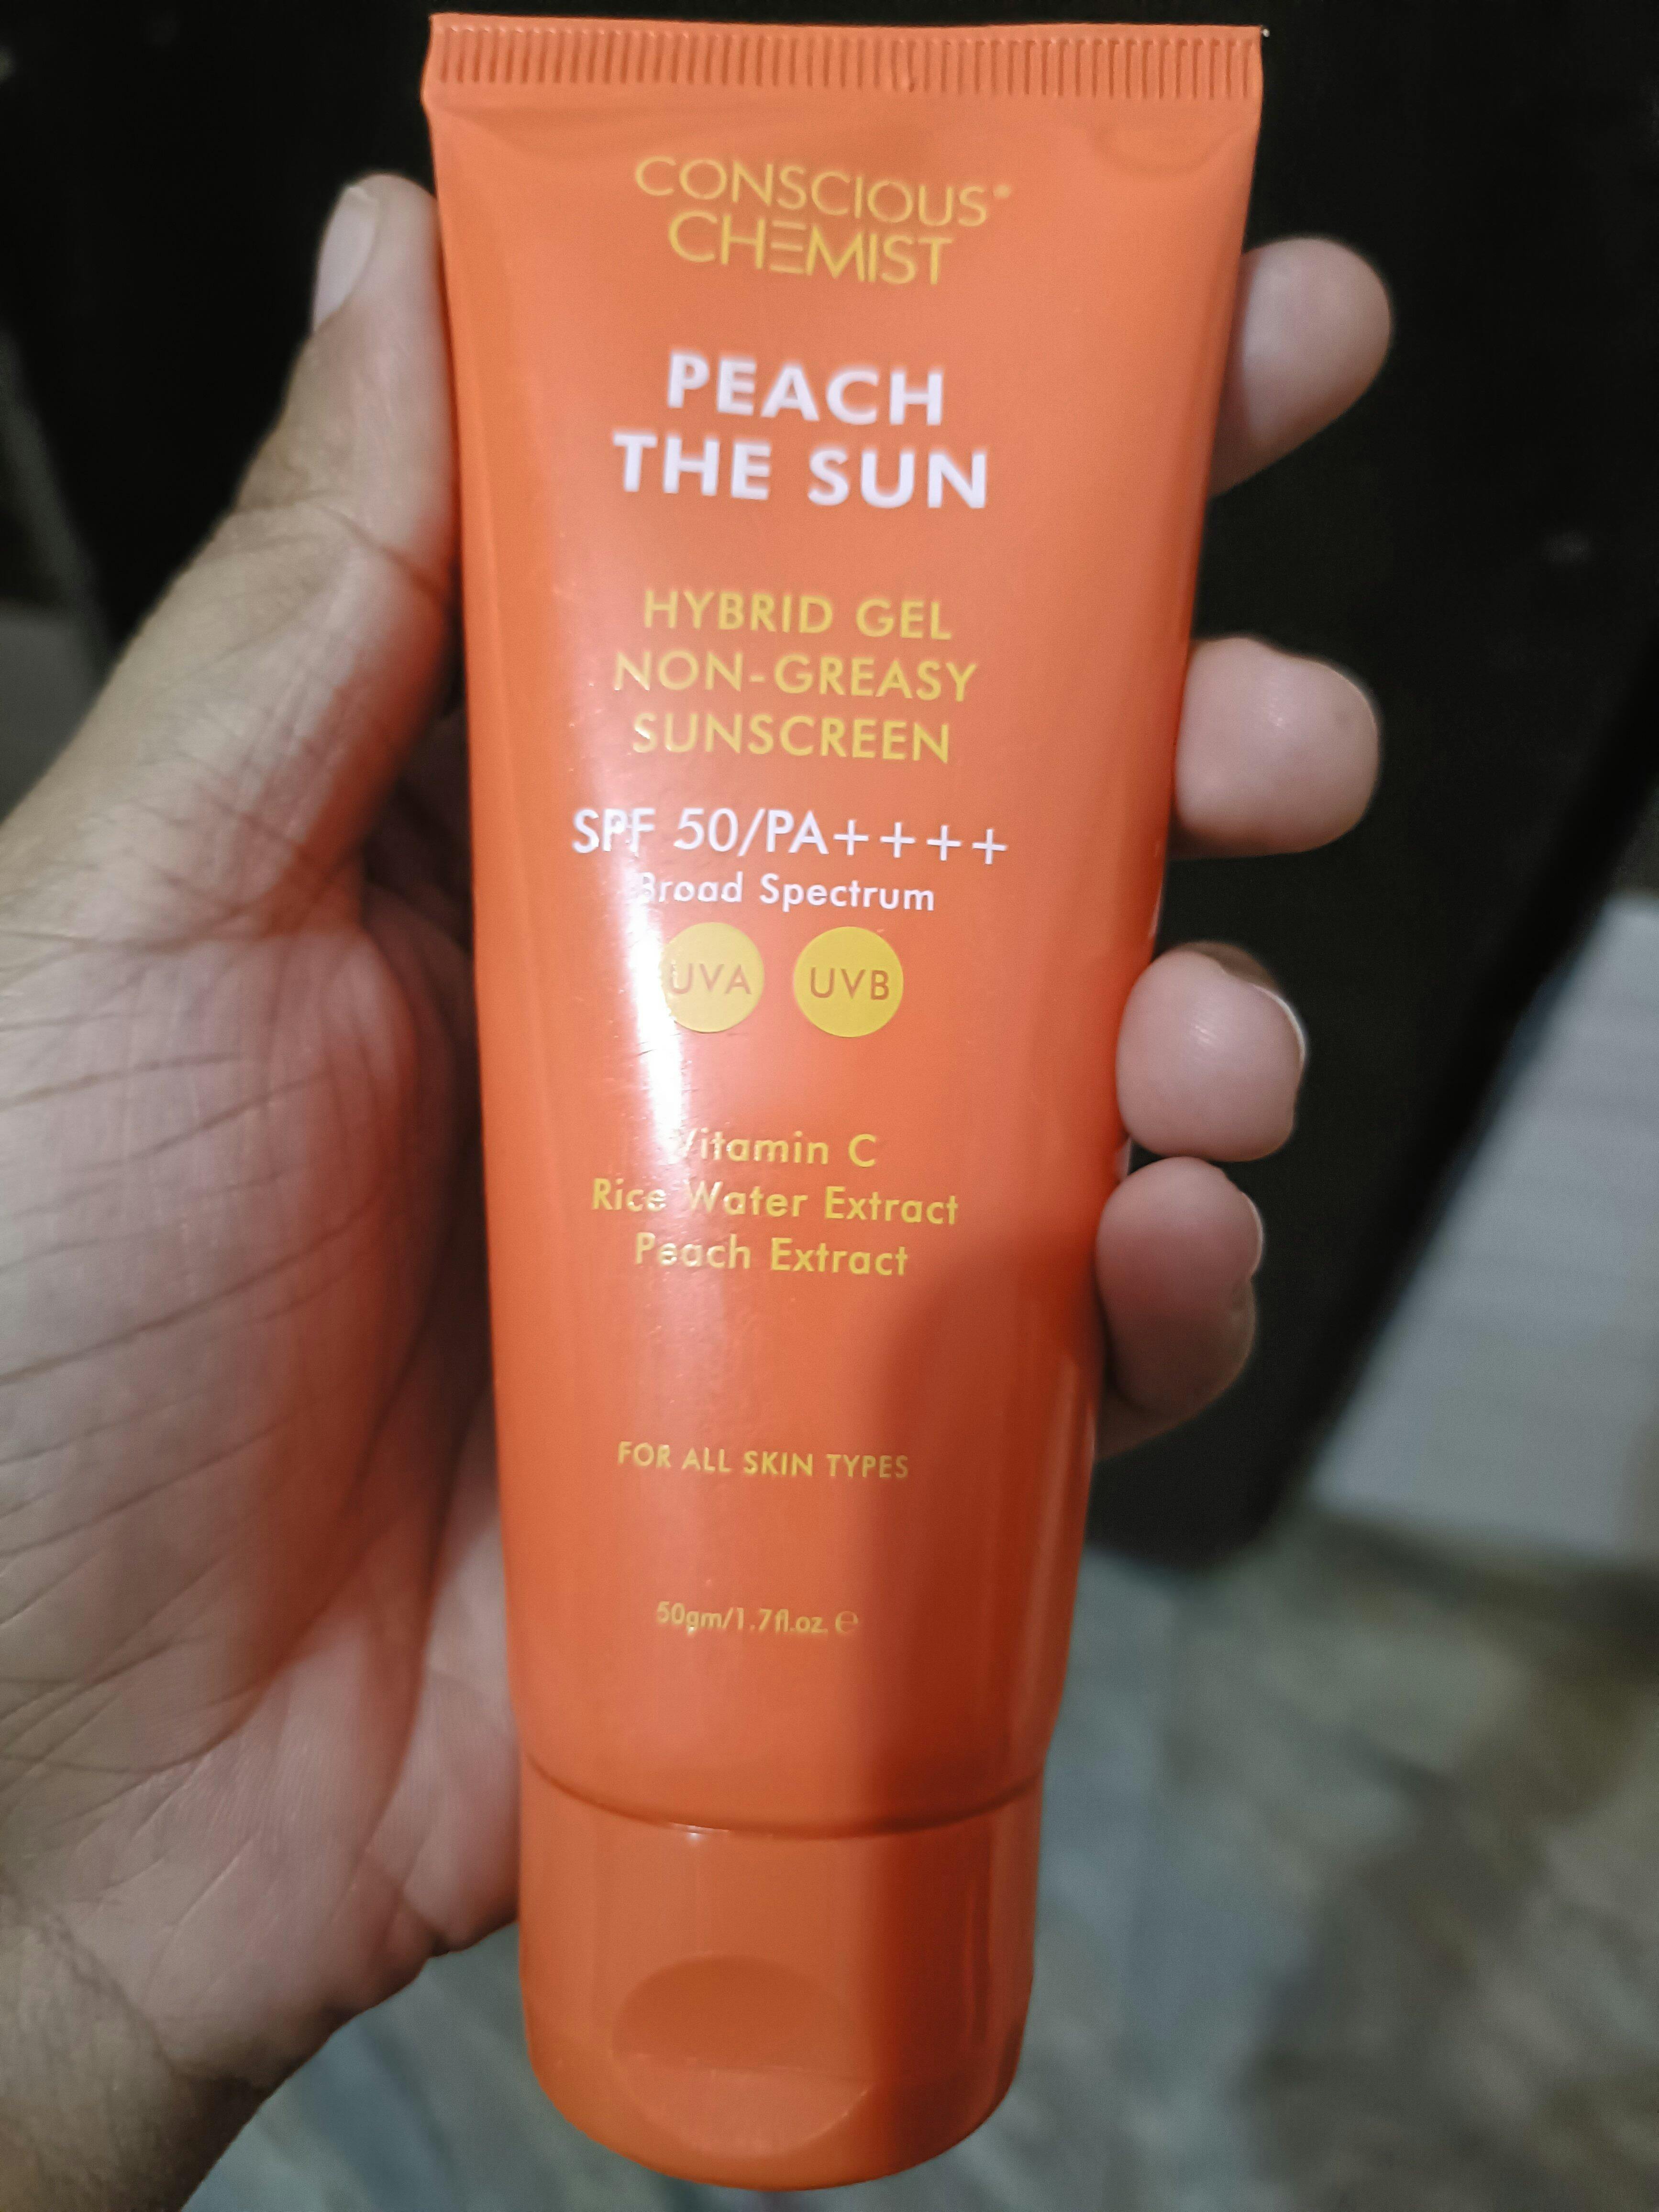 CONSCIOUS®
CHEMIST
PEACH
THE SUN
HYBRID GEL
NON-GREASY
SUNSCREEN
SPF 50/PA++++
Broad Spectrum
UVA UVB
Vitamin C
Rice Water Extract
Peach Extract
FOR ALL SKIN TYPES
50gm/1.7fl.oz. ℮